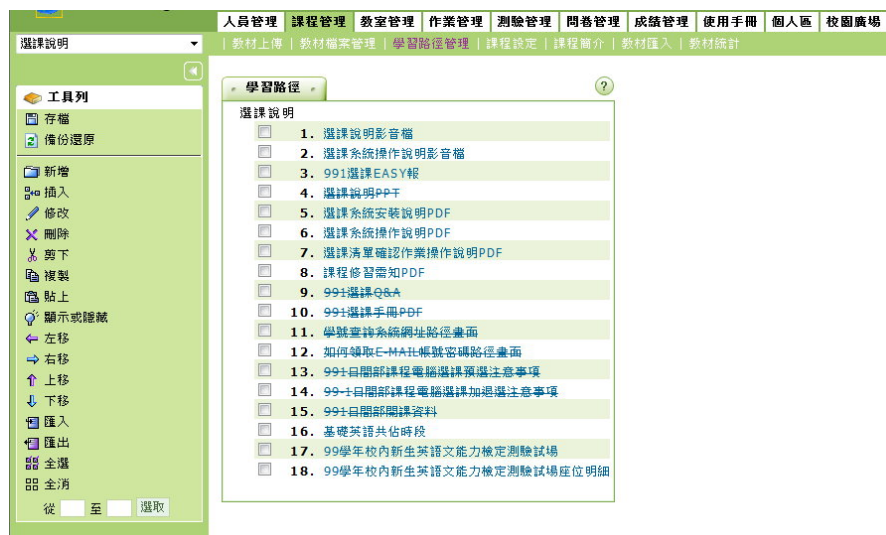 人員管理 課程管理 教室管理 作業管理 測驗管理 問卷管理 成績管理 使用手冊 個人區 校園廣場
選課說明
| 教材上傳 | 教材檔案管理 | 學習路徑管理 | 課程設定 | 課程簡介 | 教材匯入 | 教材統計
工具列
存檔
備份還原
新增
插入
修改
刪除
剪下
複製
貼上
顯示或隱藏
左移
右移
上移
下移
匯入
匯出
全選
全消
從 至 選取
學習路徑 ?
選課說明
1. 選課說明影音檔
2. 選課系統操作說明影音檔
3. 991選課EASY報
4. 選課說明PPT
5. 選課系統安裝說明PDF
6. 選課系統操作說明PDF
7. 選課清單確認作業操作說明PDF
8. 課程修習需知PDF
9. 991選課Q&A
10. 991選課手冊PDF
11. 學號查詢系統網址路徑畫面
12. 如何領取E-MAIL帳號密碼路徑畫面
13. 991日間部課程電腦選課預選注意事項
14. 99-1日間部課程電腦選課加退選注意事項
15. 991日間部開課資料
16. 基礎英語共佔時段
17. 99學年校內新生英語文能力檢定測驗試場
18. 99學年校內新生英語文能力檢定測驗試場座位明細